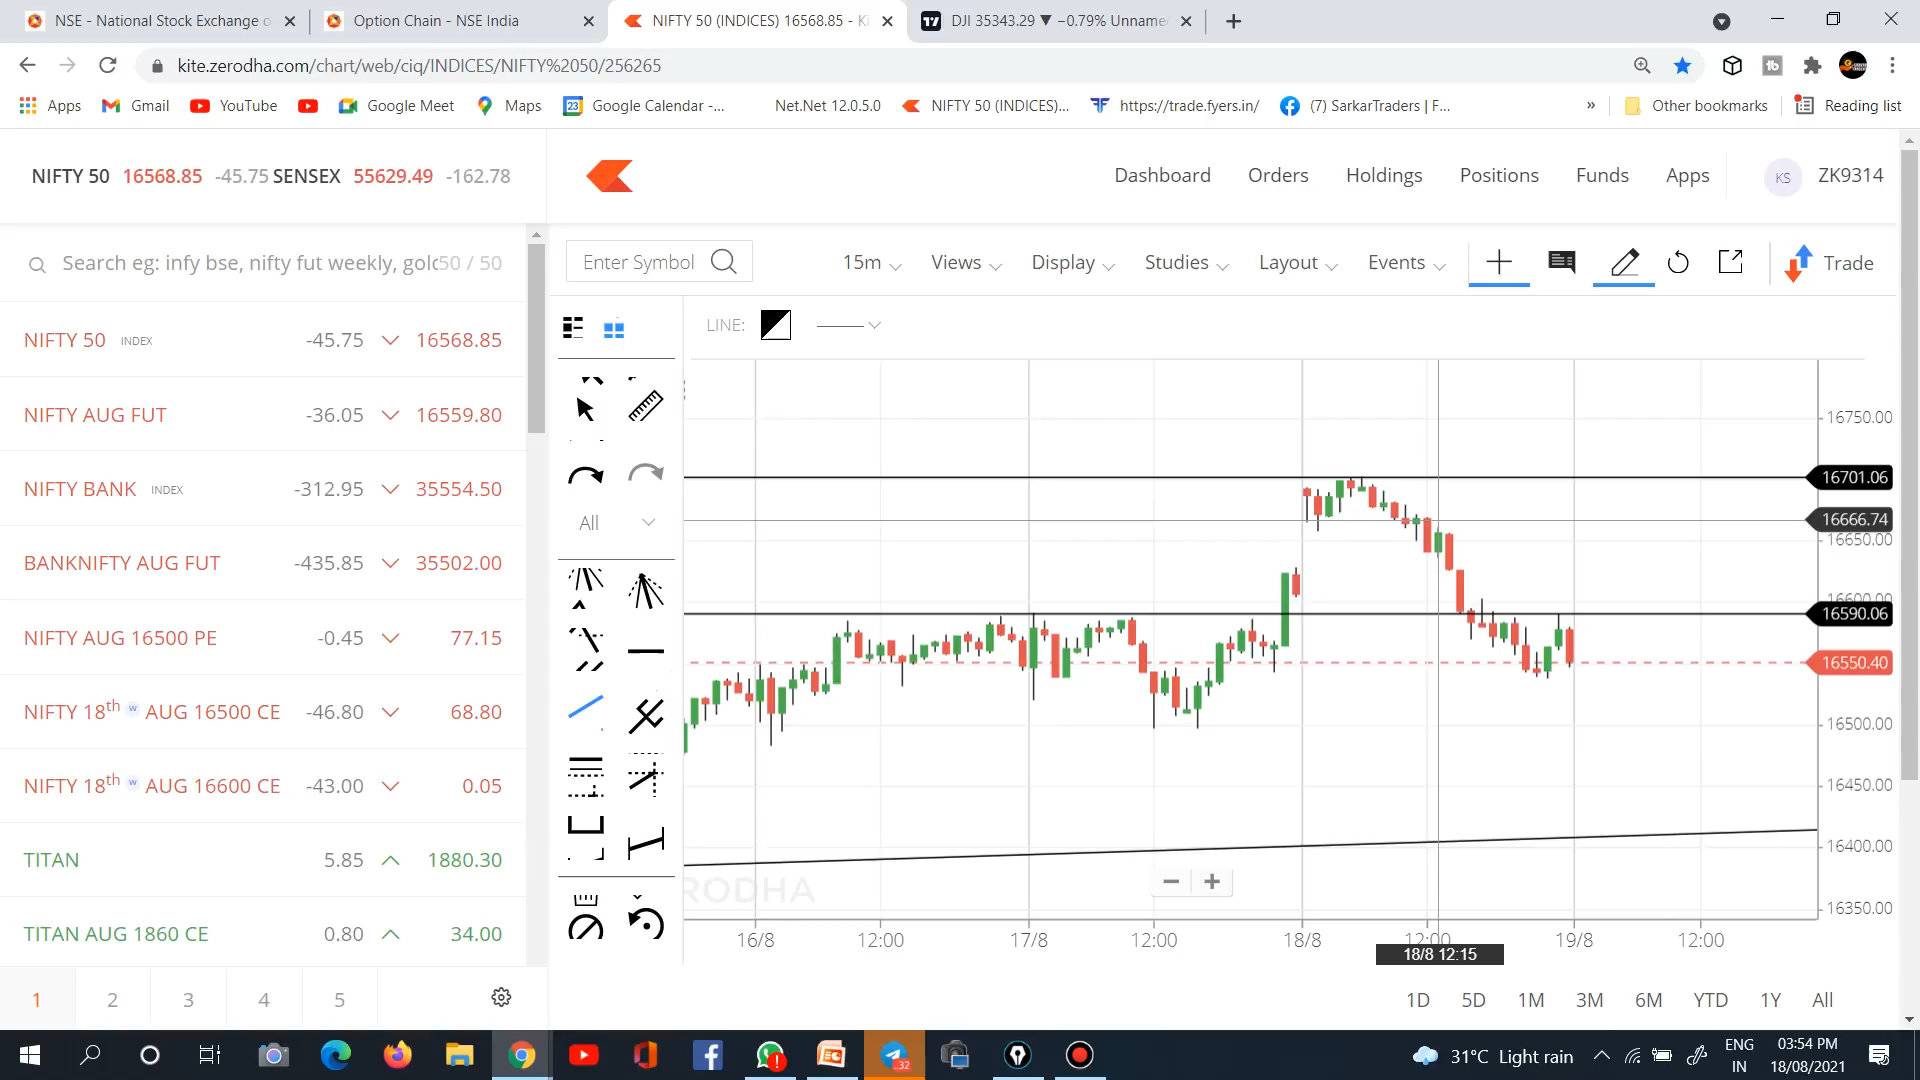 NSE - National Stock Exchange o
Option Chain - NSE India
NIFTY 50 (INDICES) 16568.85 - Ki
DJI 35343.29 ▼ −0.79% Unname
kite.zerodha.com/chart/web/ciq/INDICES/NIFTY%2050/256265
Apps
Gmail
YouTube
Google Meet
Maps
23
Google Calendar -...
Net.Net 12.0.5.0
NIFTY 50 (INDICES)...
https://trade.fyers.in/
(7) SarkarTraders | F...
»
Other bookmarks
Reading list
NIFTY 50 16568.85 -45.75 SENSEX 55629.49 -162.78
Dashboard
Orders
Holdings
Positions
Funds
Apps
KS
ZK9314
Search eg: infy bse, nifty fut weekly, gold
50 / 50
Enter Symbol
15m
Views
Display
Studies
Layout
Events
Trade
LINE:
NIFTY 50 INDEX -45.75 16568.85
NIFTY AUG FUT -36.05 16559.80
NIFTY BANK INDEX -312.95 35554.50
BANKNIFTY AUG FUT -435.85 35502.00
NIFTY AUG 16500 PE -0.45 77.15
NIFTY 18th w AUG 16500 CE -46.80 68.80
NIFTY 18th w AUG 16600 CE -43.00 0.05
TITAN 5.85 1880.30
TITAN AUG 1860 CE 0.80 34.00
1 2 3 4 5
All
16750.00
16701.06
16666.74
16650.00
16600.00
16590.06
16550.40
16500.00
16450.00
16400.00
16350.00
RODHA
− +
16/8 12:00 17/8 12:00 18/8 12:00 19/8 12:00
18/8 12:15
1D 5D 1M 3M 6M YTD 1Y All
31°C Light rain
ENG
IN
03:54 PM
18/08/2021